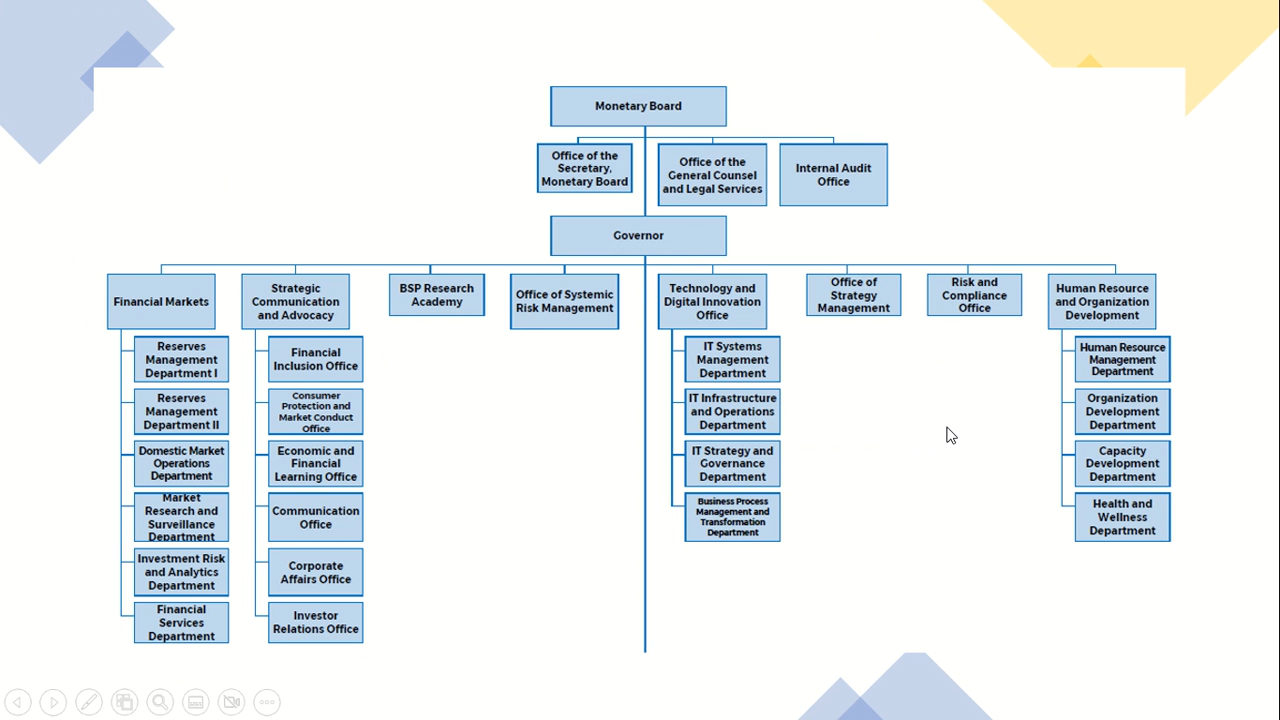 Monetary Board
Office of the
Secretary,
Monetary Board
Office of the
General Counsel
and Legal Services
Internal Audit
Office
Governor
Financial Markets
Strategic
Communication
and Advocacy
BSP Research
Academy
Office of Systemic
Risk Management
Technology and
Digital Innovation
Office
Office of
Strategy
Management
Risk and
Compliance
Office
Human Resource
and Organization
Development
Reserves
Management
Department I
Reserves
Management
Department II
Domestic Market
Operations
Department
Market
Research and
Surveillance
Department
Investment Risk
and Analytics
Department
Financial
Services
Department
Financial
Inclusion Office
Consumer
Protection and
Market Conduct
Office
Economic and
Financial
Learning Office
Communication
Office
Corporate
Affairs Office
Investor
Relations Office
IT Systems
Management
Department
IT Infrastructure
and Operations
Department
IT Strategy and
Governance
Department
Business Process
Management and
Transformation
Department
Human Resource
Management
Department
Organization
Development
Department
Capacity
Development
Department
Health and
Wellness
Department